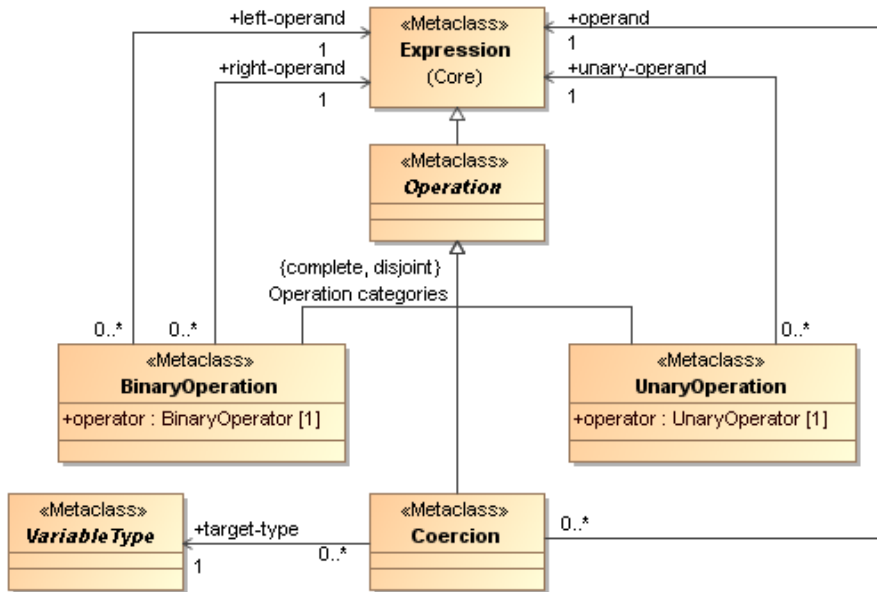 +left-operand
1
+right-operand
1
«Metaclass»
Expression
(Core)
+operand
1
+unary-operand
1
«Metaclass»
Operation
{complete, disjoint}
Operation categories
0..*
0..*
0..*
«Metaclass»
BinaryOperation
+operator : BinaryOperator [1]
«Metaclass»
UnaryOperation
+operator : UnaryOperator [1]
«Metaclass»
VariableType
+target-type
1
0..*
«Metaclass»
Coercion
0..*